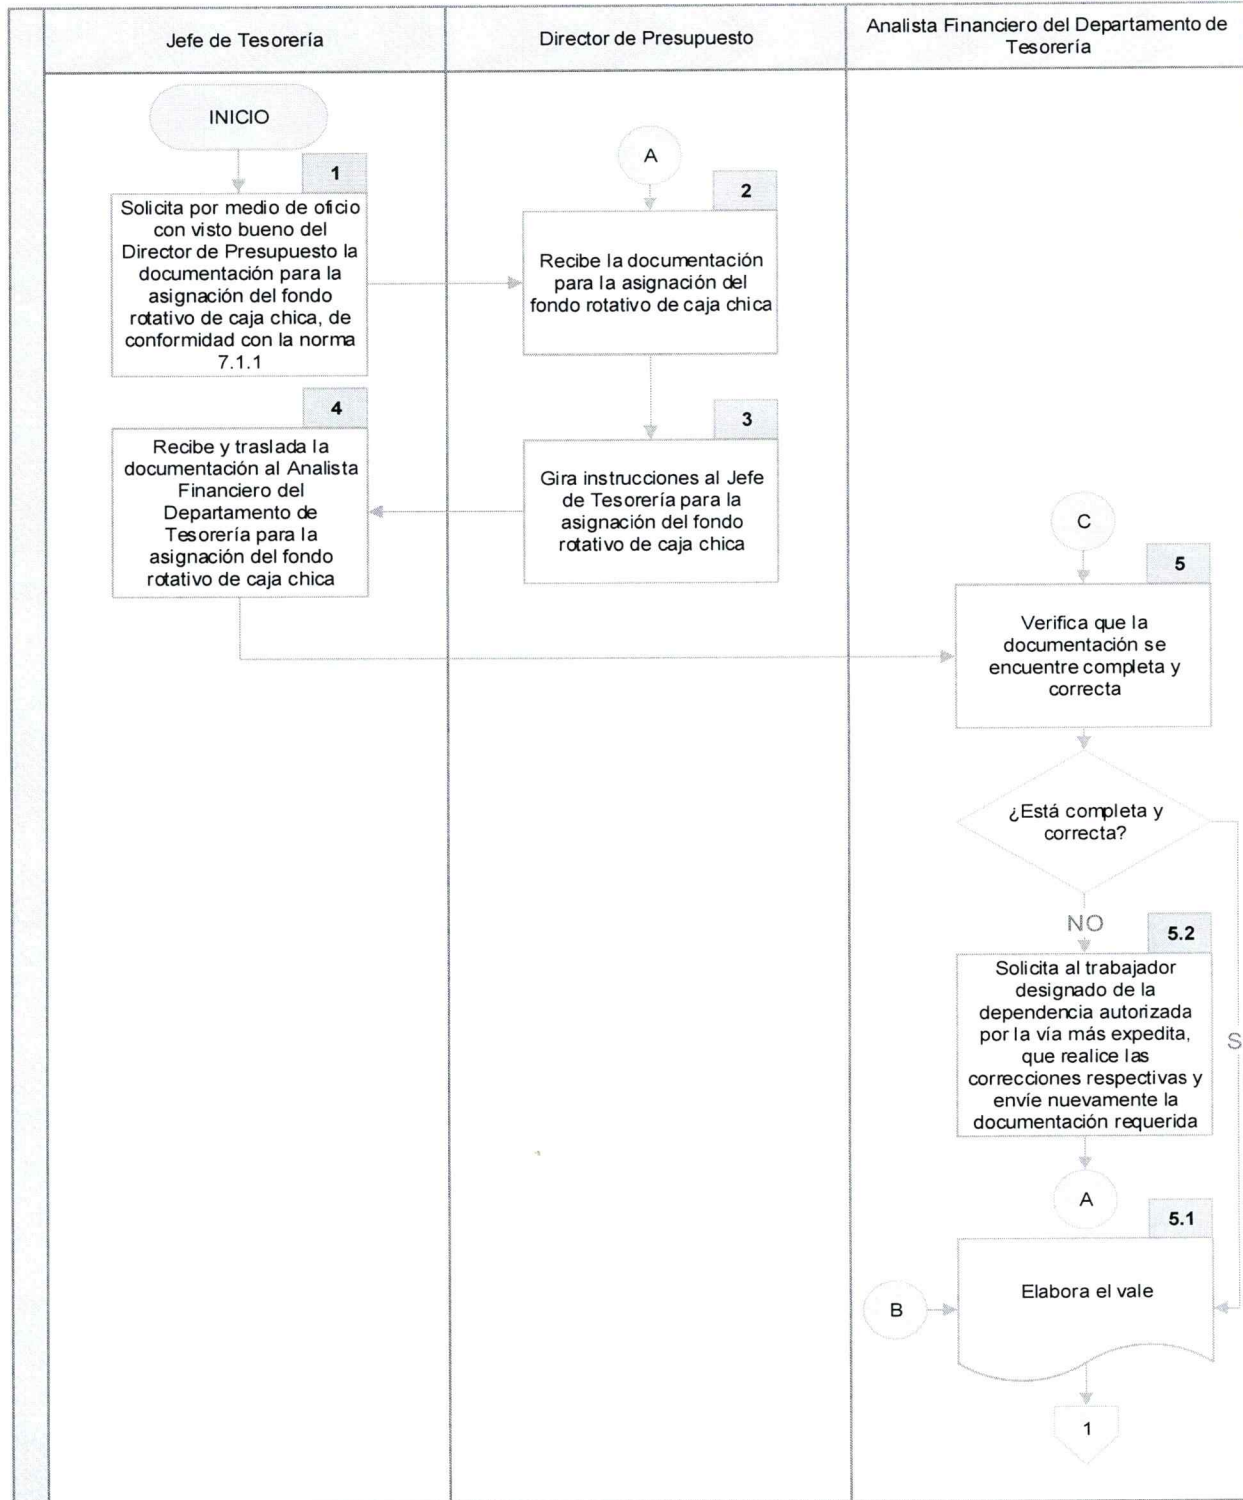 Jefe de Tesorería
Director de Presupuesto
Analista Financiero del Departamento de
Tesorería
INICIO
1
Solicita por medio de oficio
con visto bueno del
Director de Presupuesto la
documentación para la
asignación del fondo
rotativo de caja chica, de
conformidad con la norma
7.1.1
A
2
Recibe la documentación
para la asignación del
fondo rotativo de caja chica
3
Gira instrucciones al Jefe
de Tesorería para la
asignación del fondo
rotativo de caja chica
4
Recibe y traslada la
documentación al Analista
Financiero del
Departamento de
Tesorería para la
asignación del fondo
rotativo de caja chica
C
5
Verifica que la
documentación se
encuentre completa y
correcta
¿Está completa y
correcta?
NO
5.2
Solicita al trabajador
designado de la
dependencia autorizada
por la vía más expedita,
que realice las
correcciones respectivas y
envíe nuevamente la
documentación requerida
S
A
5.1
Elabora el vale
B
1